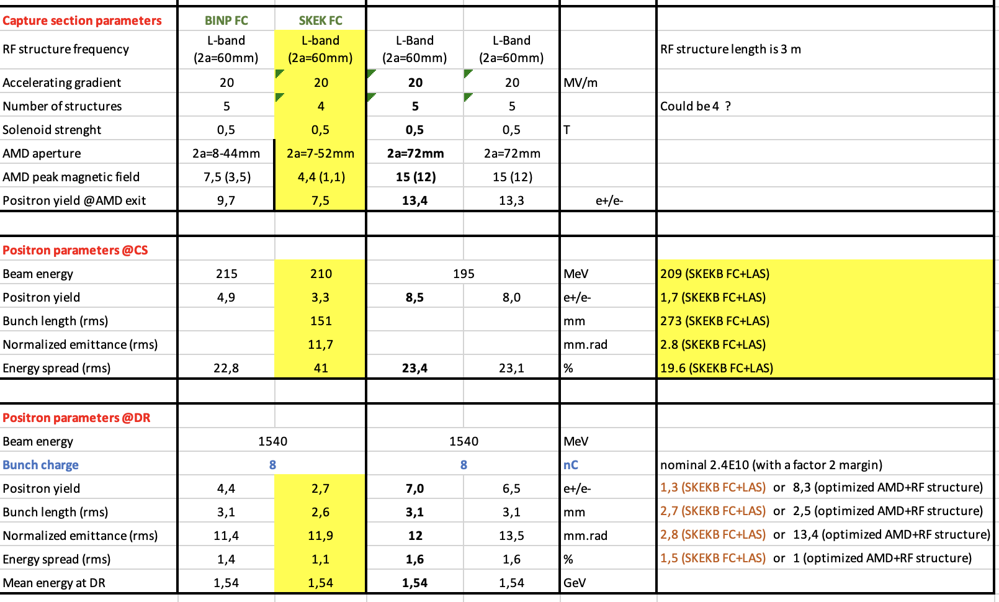 Capture section parameters BINP FC SKEK FC
RF structure frequency L-band (2a=60mm) L-band (2a=60mm) L-Band (2a=60mm) L-Band (2a=60mm) RF structure length is 3 m
Accelerating gradient 20 20 20 20 MV/m
Number of structures 5 4 5 5 Could be 4 ?
Solenoid strenght 0,5 0,5 0,5 0,5 T
AMD aperture 2a=8-44mm 2a=7-52mm 2a=72mm 2a=72mm
AMD peak magnetic field 7,5 (3,5) 4,4 (1,1) 15 (12) 15 (12)
Positron yield @AMD exit 9,7 7,5 13,4 13,3 e+/e-
Positron parameters @CS
Beam energy 215 210 195 MeV 209 (SKEKB FC+LAS)
Positron yield 4,9 3,3 8,5 8,0 e+/e- 1,7 (SKEKB FC+LAS)
Bunch length (rms) 151 mm 273 (SKEKB FC+LAS)
Normalized emittance (rms) 11,7 mm.rad 2.8 (SKEKB FC+LAS)
Energy spread (rms) 22,8 41 23,4 23,1 % 19.6 (SKEKB FC+LAS)
Positron parameters @DR
Beam energy 1540 1540 MeV
Bunch charge 8 8 nC nominal 2.4E10 (with a factor 2 margin)
Positron yield 4,4 2,7 7,0 6,5 e+/e- 1,3 (SKEKB FC+LAS) or 8,3 (optimized AMD+RF structure)
Bunch length (rms) 3,1 2,6 3,1 3,1 mm 2,7 (SKEKB FC+LAS) or 2,5 (optimized AMD+RF structure)
Normalized emittance (rms) 11,4 11,9 12 13,5 mm.rad 2,8 (SKEKB FC+LAS) or 13,4 (optimized AMD+RF structure)
Energy spread (rms) 1,4 1,1 1,6 1,6 % 1,5 (SKEKB FC+LAS) or 1 (optimized AMD+RF structure)
Mean energy at DR 1,54 1,54 1,54 1,54 GeV